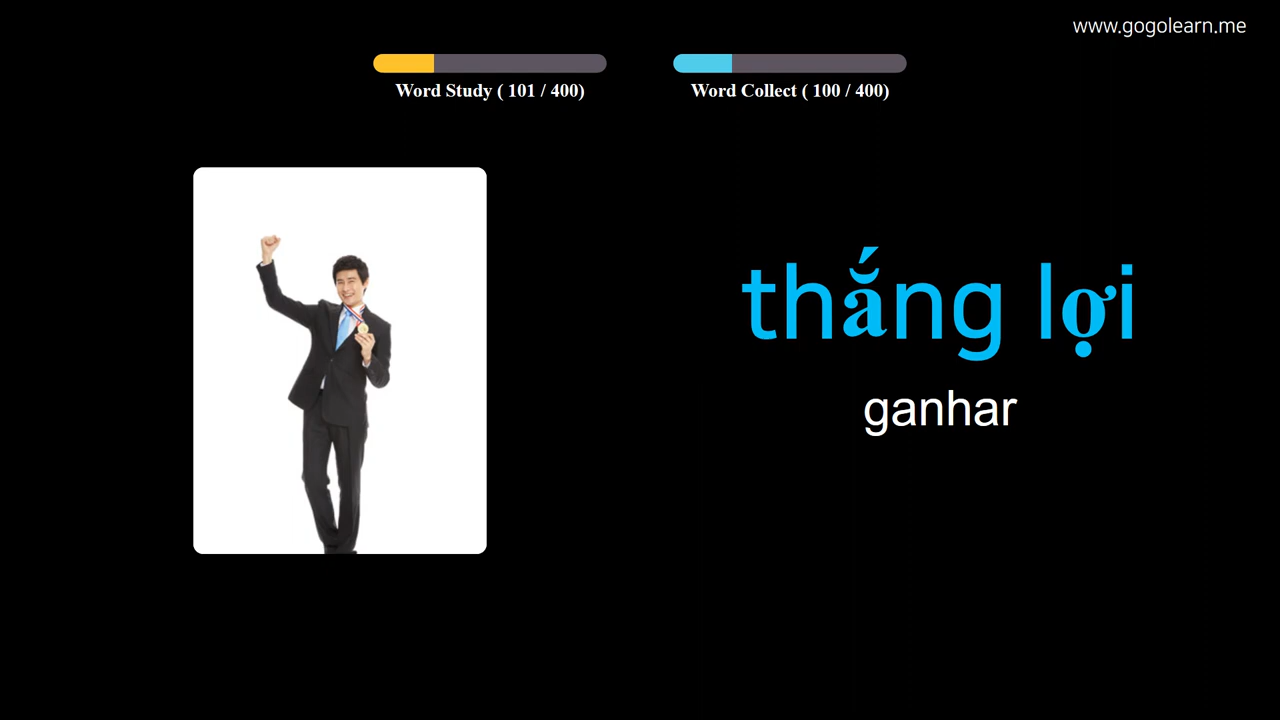 www.gogolearn.me
Word Study ( 101 / 400)
Word Collect ( 100 / 400)
thắng lợi
ganhar